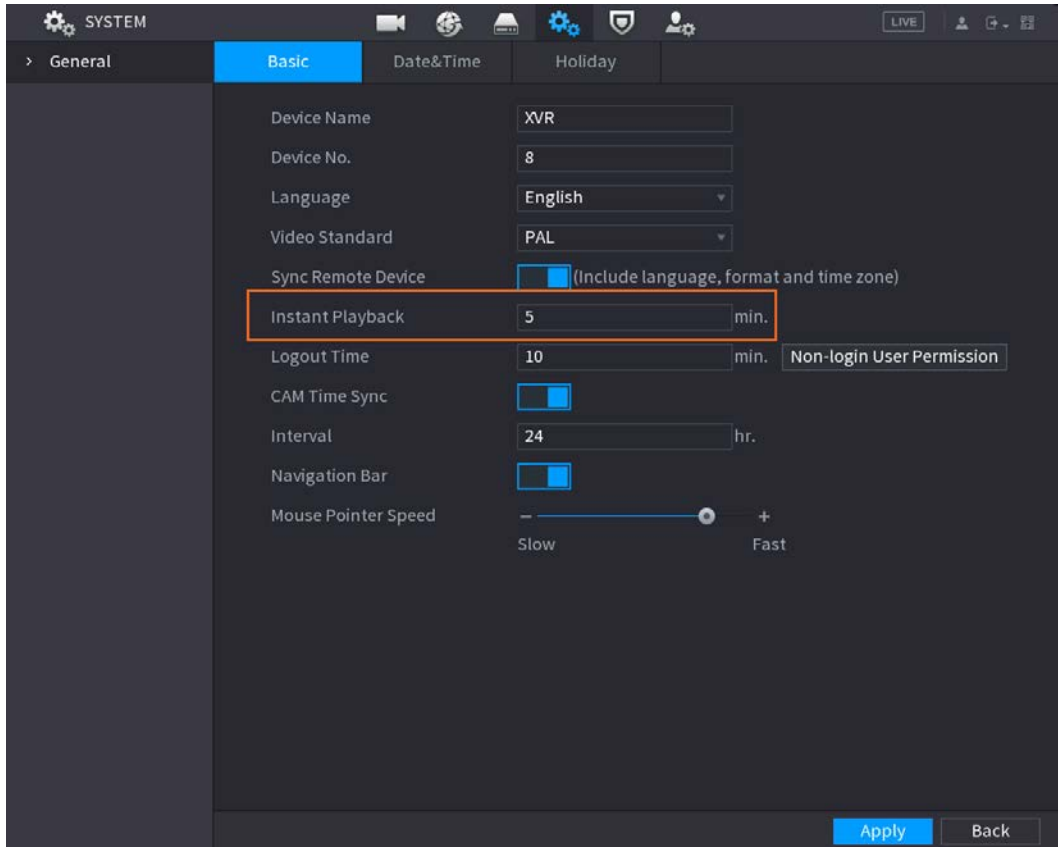 SYSTEM LIVE
> General Basic Date&Time Holiday
Device Name XVR
Device No. 8
Language English
Video Standard PAL
Sync Remote Device (Include language, format and time zone)
Instant Playback 5 min.
Logout Time 10 min. Non-login User Permission
CAM Time Sync
Interval 24 hr.
Navigation Bar
Mouse Pointer Speed − +
Slow Fast
Apply Back